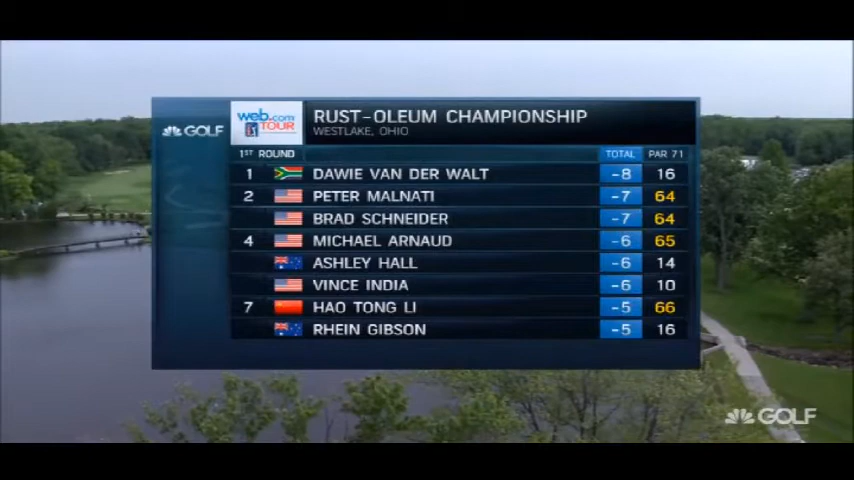 GOLF
web.com
TOUR
RUST-OLEUM CHAMPIONSHIP
WESTLAKE, OHIO
1ST ROUND TOTAL PAR 71
1 DAWIE VAN DER WALT -8 16
2 PETER MALNATI -7 64
BRAD SCHNEIDER -7 64
4 MICHAEL ARNAUD -6 65
ASHLEY HALL -6 14
VINCE INDIA -6 10
7 HAO TONG LI -5 66
RHEIN GIBSON -5 16
GOLF